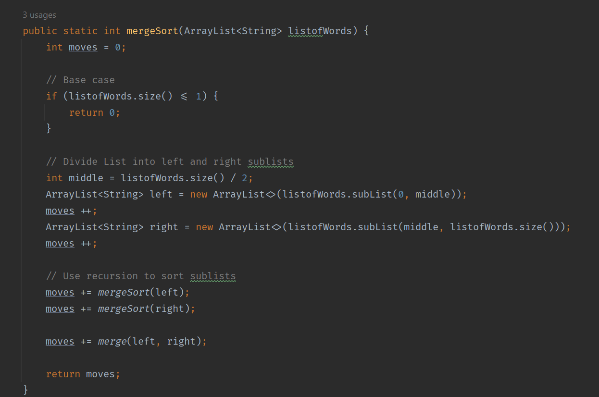 3 usages
public static int mergeSort(ArrayList<String> listofWords) {
    int moves = 0;

    // Base case
    if (listofWords.size() <= 1) {
        return 0;
    }

    // Divide List into left and right sublists
    int middle = listofWords.size() / 2;
    ArrayList<String> left = new ArrayList<>(listofWords.subList(0, middle));
    moves ++;
    ArrayList<String> right = new ArrayList<>(listofWords.subList(middle, listofWords.size()));
    moves ++;

    // Use recursion to sort sublists
    moves += mergeSort(left);
    moves += mergeSort(right);

    moves += merge(left, right);

    return moves;
}